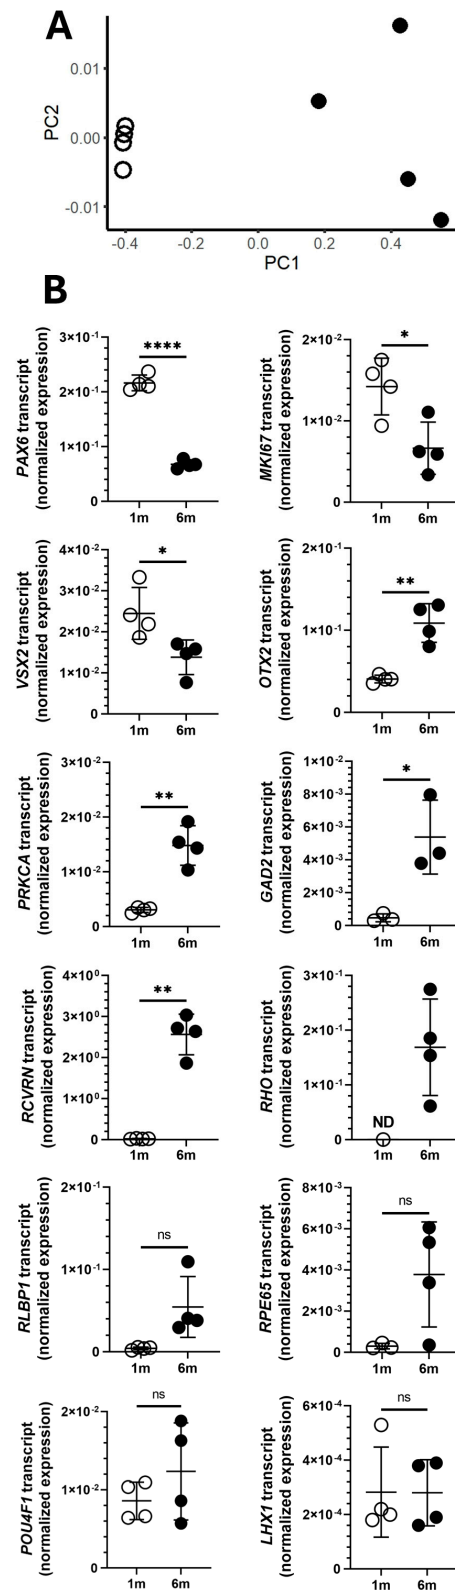 A
PC2
0.01
0.00
-0.01
-0.4 -0.2 0.0 0.2 0.4
PC1
B
PAX6 transcript
(normalized expression)
3×10⁻¹
2×10⁻¹
1×10⁻¹
0
****
1m 6m
MKI67 transcript
(normalized expression)
2×10⁻²
1×10⁻²
0
*
1m 6m
VSX2 transcript
(normalized expression)
4×10⁻²
3×10⁻²
2×10⁻²
1×10⁻²
0
*
1m 6m
OTX2 transcript
(normalized expression)
2×10⁻¹
1×10⁻¹
0
**
1m 6m
PRKCA transcript
(normalized expression)
3×10⁻²
2×10⁻²
1×10⁻²
0
**
1m 6m
GAD2 transcript
(normalized expression)
1×10⁻²
8×10⁻³
6×10⁻³
4×10⁻³
2×10⁻³
0
*
1m 6m
RCVRN transcript
(normalized expression)
4×10⁰
3×10⁰
2×10⁰
1×10⁰
0
**
1m 6m
RHO transcript
(normalized expression)
3×10⁻¹
2×10⁻¹
1×10⁻¹
0
ND
1m 6m
RLBP1 transcript
(normalized expression)
2×10⁻¹
1×10⁻¹
0
ns
1m 6m
RPE65 transcript
(normalized expression)
8×10⁻³
6×10⁻³
4×10⁻³
2×10⁻³
0
ns
1m 6m
POU4F1 transcript
(normalized expression)
2×10⁻²
1×10⁻²
0
ns
1m 6m
LHX1 transcript
(normalized expression)
6×10⁻⁴
4×10⁻⁴
2×10⁻⁴
0
ns
1m 6m